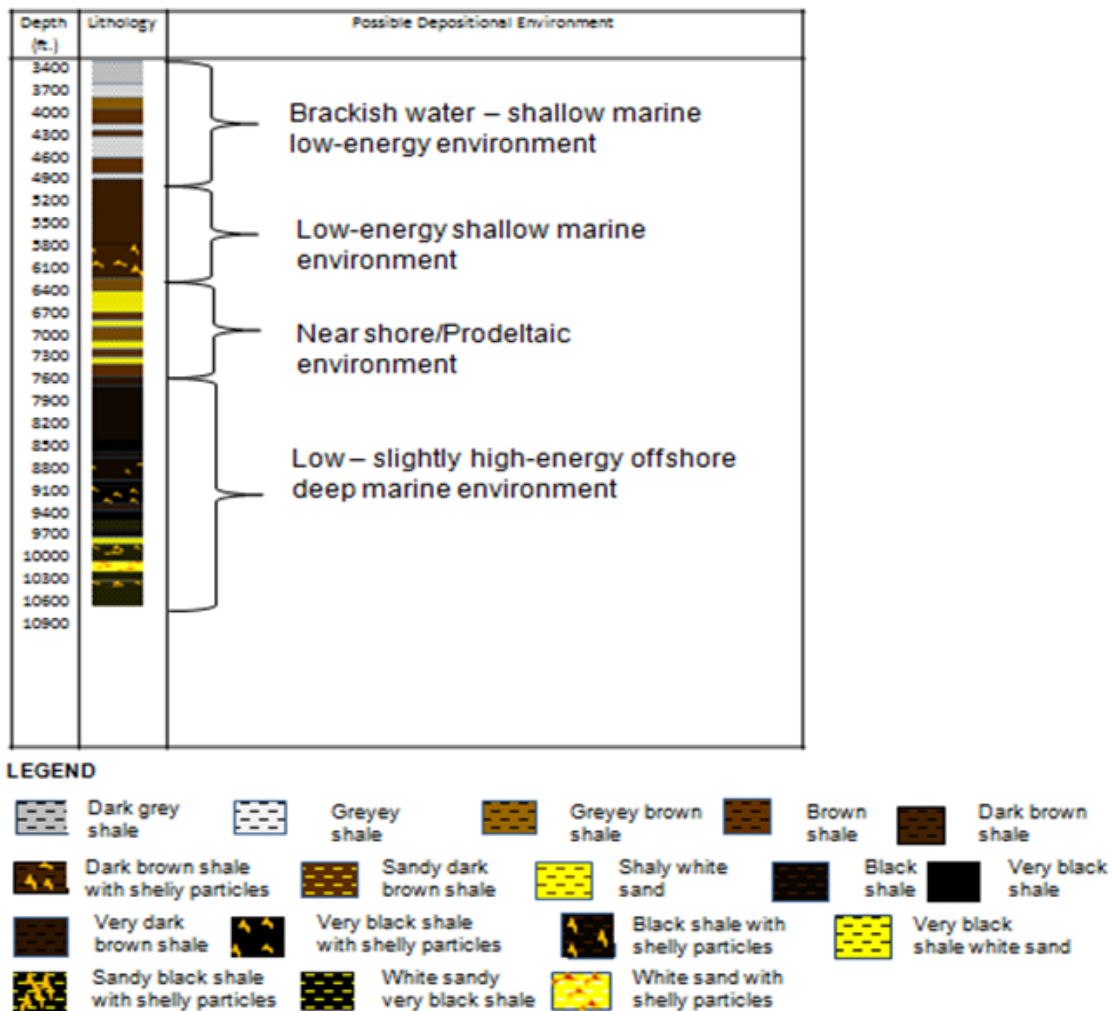 Depth Lithology Possible Depositional Environment
(ft.)
3400
3700
4000
4300
4600
4900
5200
5500
5800
6100
6400
6700
7000
7300
7600
7900
8200
8500
8800
9100
9400
9700
10000
10300
10600
10900
Brackish water – shallow marine
low-energy environment
Low-energy shallow marine
environment
Near shore/Prodeltaic
environment
Low – slightly high-energy offshore
deep marine environment
LEGEND
Dark grey
shale
Greyey
shale
Greyey brown
shale
Brown
shale
Dark brown
shale
Dark brown shale
with shelly particles
Sandy dark
brown shale
Shaly white
sand
Black
shale
Very black
shale
Very dark
brown shale
Very black shale
with shelly particles
Black shale with
shelly particles
Very black
shale white sand
Sandy black shale
with shelly particles
White sandy
very black shale
White sand with
shelly particles